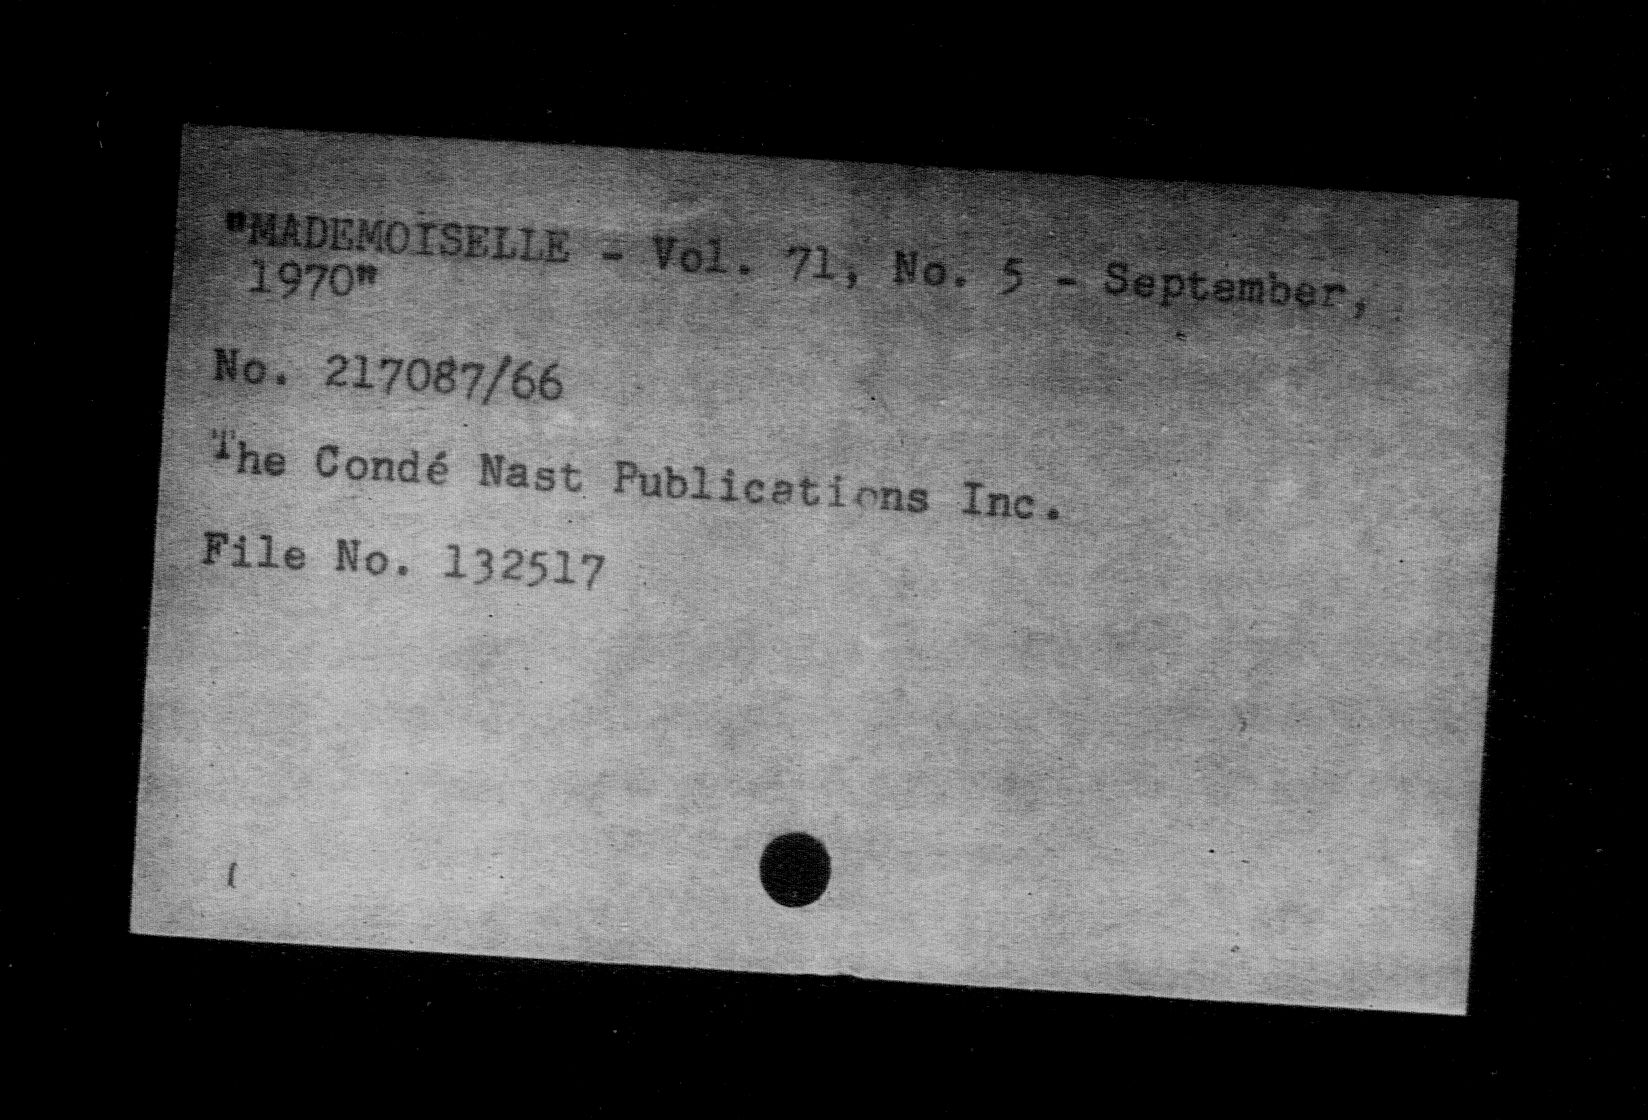 "MADEMOISELLE - Vol. 71, No. 5 - September,
1970"
No. 217087/66
The Condé Nast Publications Inc.
File No. 132517